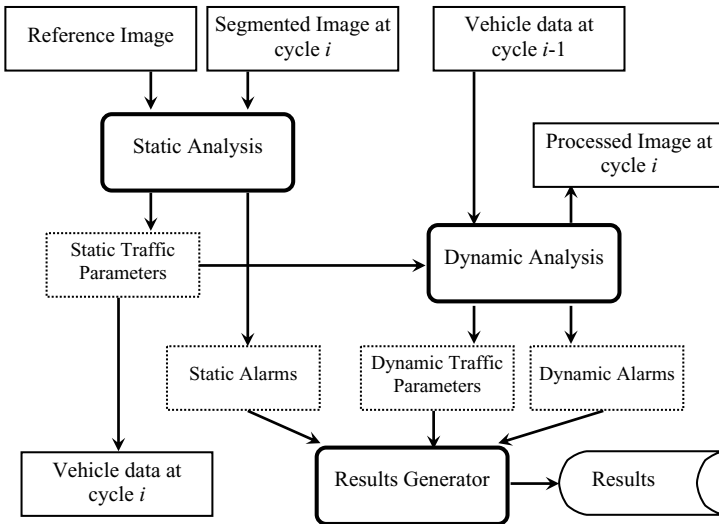 Reference Image
Segmented Image at
cycle i
Vehicle data at
cycle i-1
Static Analysis
Processed Image at
cycle i
Static Traffic
Parameters
Dynamic Analysis
Static Alarms
Dynamic Traffic
Parameters
Dynamic Alarms
Vehicle data at
cycle i
Results Generator
Results